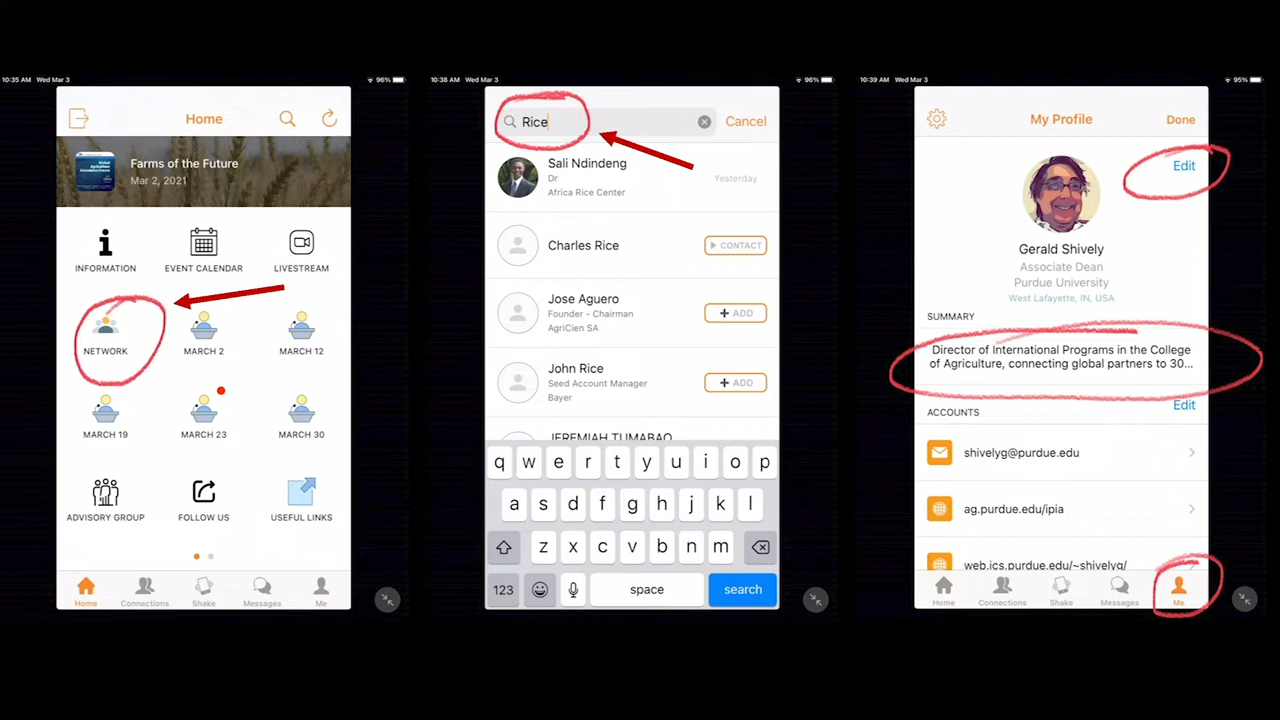 10:35 AM Wed Mar 3
96%
Home
Farms of the Future
Mar 2, 2021
INFORMATION
EVENT CALENDAR
LIVESTREAM
NETWORK
MARCH 2
MARCH 12
MARCH 19
MARCH 23
MARCH 30
ADVISORY GROUP
FOLLOW US
USEFUL LINKS
Home
Connections
Shake
Messages
Me
10:38 AM Wed Mar 3
96%
Rice
Cancel
Sali Ndindeng
Dr
Africa Rice Center
Yesterday
Charles Rice
CONTACT
Jose Aguero
Founder - Chairman
AgriCien SA
+ ADD
John Rice
Seed Account Manager
Bayer
+ ADD
JEREMIAH TUMABAO
q w e r t y u i o p
a s d f g h j k l
z x c v b n m
123
space
search
10:39 AM Wed Mar 3
95%
My Profile
Done
Edit
Gerald Shively
Associate Dean
Purdue University
West Lafayette, IN, USA
SUMMARY
Director of International Programs in the College
of Agriculture, connecting global partners to 30...
Edit
ACCOUNTS
shivelyg@purdue.edu
ag.purdue.edu/ipia
web.ics.purdue.edu/~shivelyg/
Home
Connections
Shake
Messages
Me